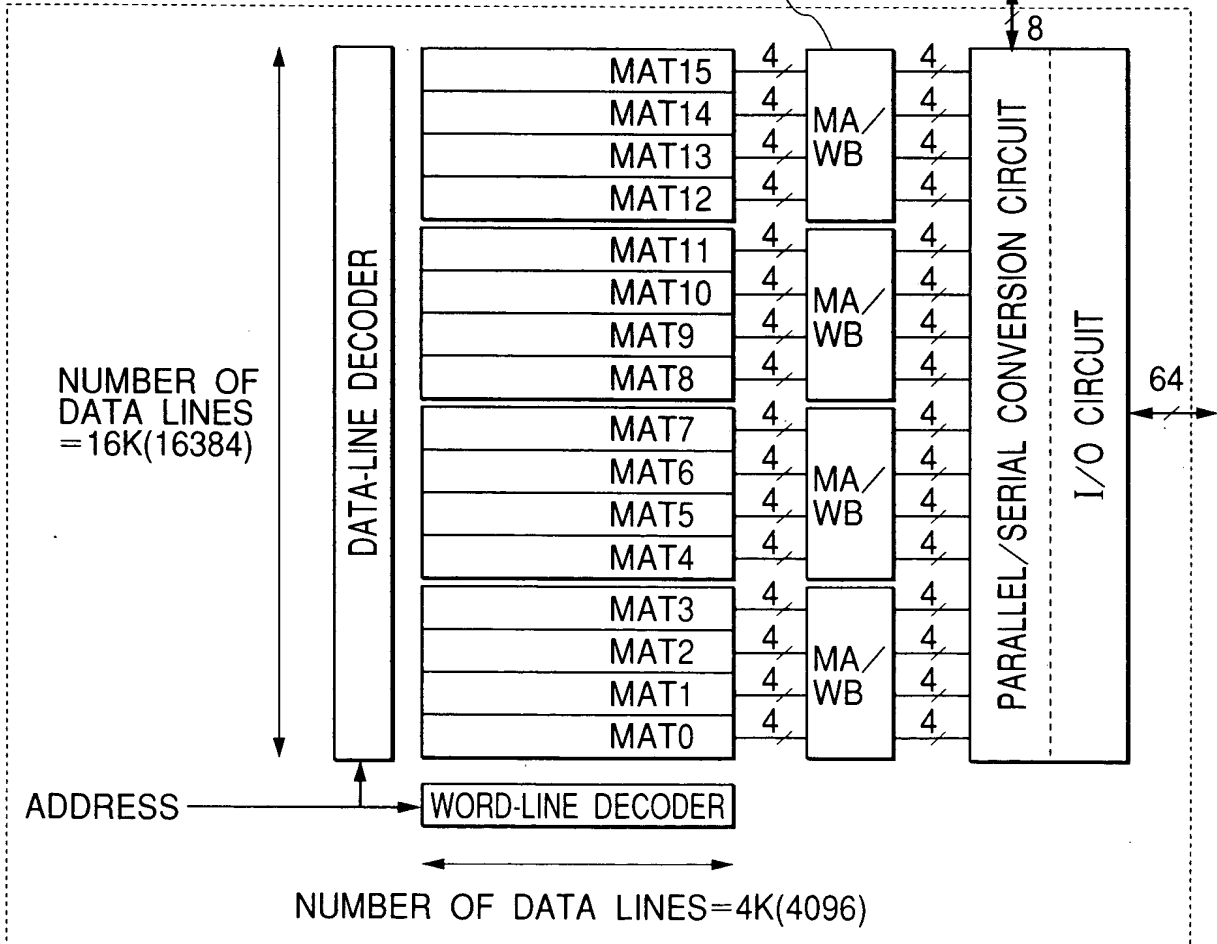 8
MAT15 4 4
MAT14 4 4
MAT13 4 4
MAT12 4 4
MA/
WB
MAT11 4 4
MAT10 4 4
MAT9 4 4
MAT8 4 4
MA/
WB
MAT7 4 4
MAT6 4 4
MAT5 4 4
MAT4 4 4
MA/
WB
MAT3 4 4
MAT2 4 4
MAT1 4 4
MAT0 4 4
MA/
WB
NUMBER OF
DATA LINES
=16K(16384)
DATA-LINE DECODER
PARALLEL/SERIAL CONVERSION CIRCUIT
I/O CIRCUIT
64
ADDRESS
WORD-LINE DECODER
NUMBER OF DATA LINES=4K(4096)